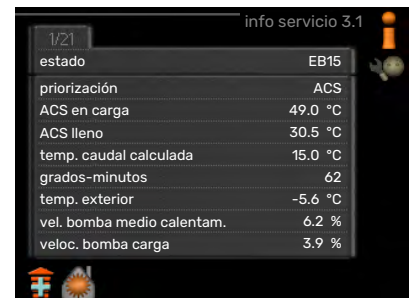 info servicio 3.1
1/21
estado EB15
priorización ACS
ACS en carga 49.0 °C
ACS lleno 30.5 °C
temp. caudal calculada 15.0 °C
grados-minutos 62
temp. exterior -5.6 °C
vel. bomba medio calentam. 6.2 %
veloc. bomba carga 3.9 %